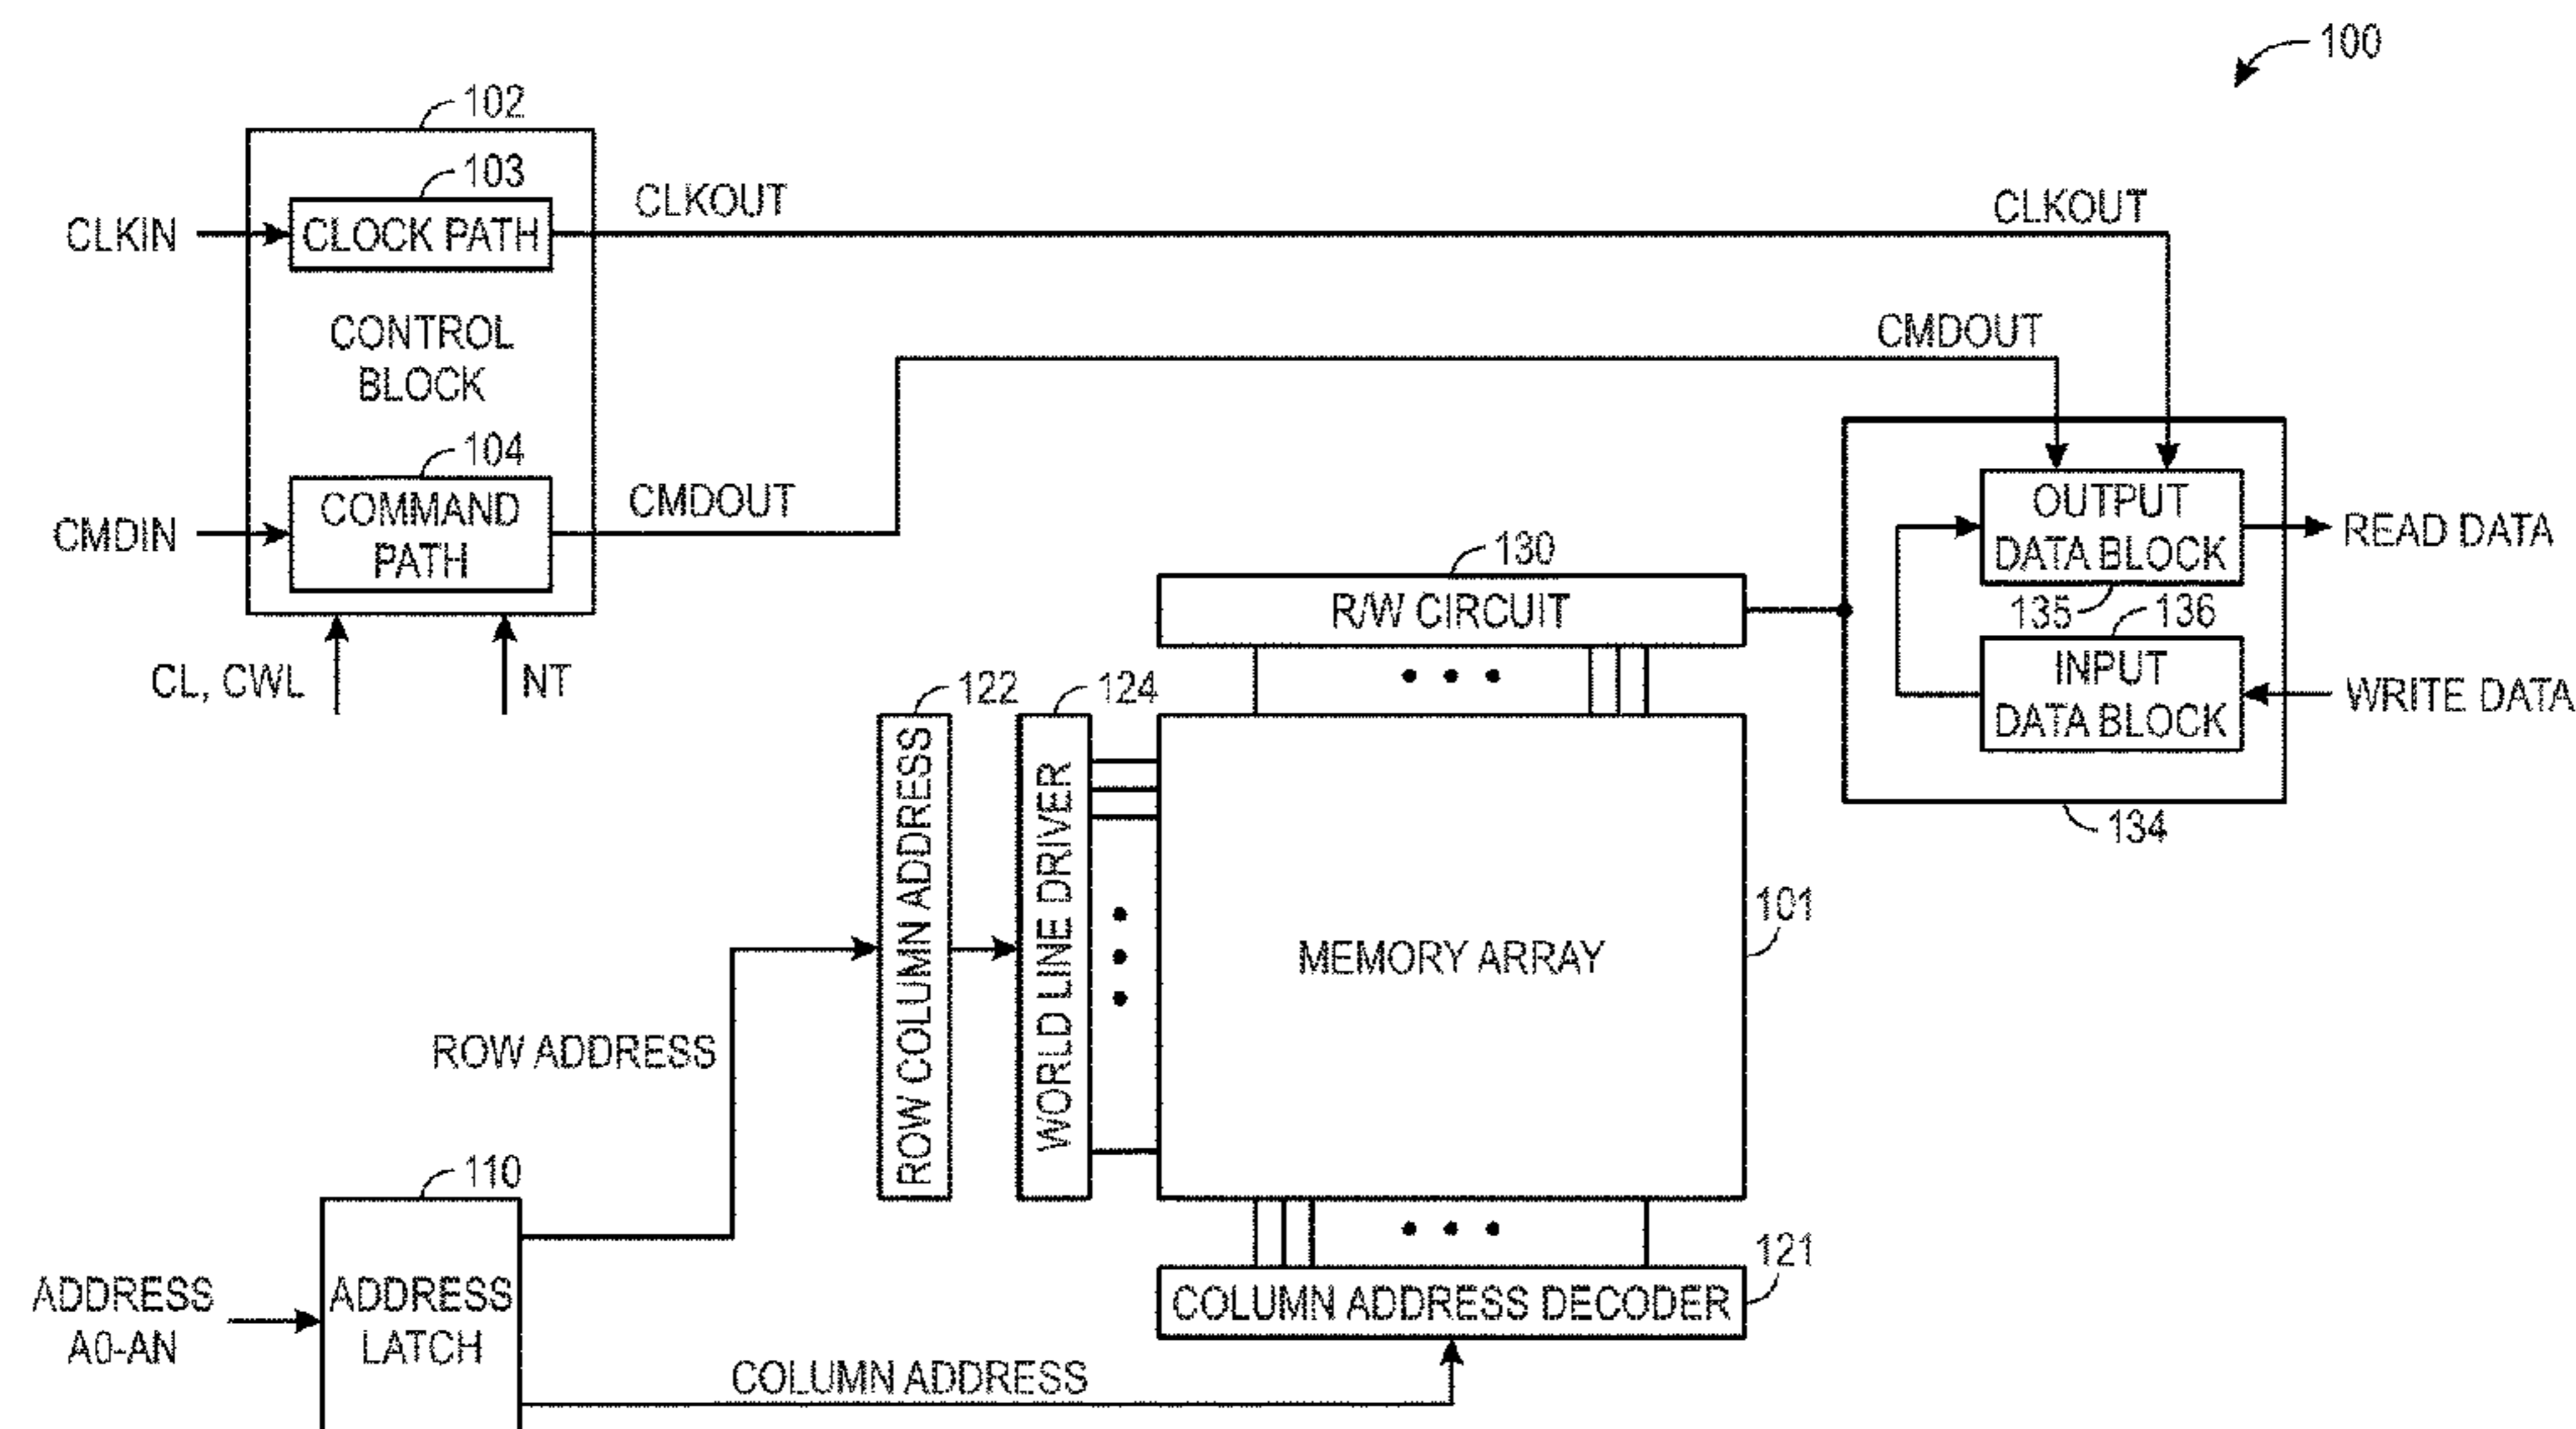 100
102
103
CLKIN
CLOCK PATH
CLKOUT
CLKOUT
CONTROL
BLOCK
CMDOUT
104
CMDIN
COMMAND
PATH
CMDOUT
CL, CWL
NT
OUTPUT
DATA BLOCK
READ DATA
135
136
INPUT
DATA BLOCK
WRITE DATA
134
130
R/W CIRCUIT
122
124
ROW COLUMN ADDRESS
WORLD LINE DRIVER
MEMORY ARRAY
101
ROW ADDRESS
110
ADDRESS
A0-AN
ADDRESS
LATCH
121
COLUMN ADDRESS DECODER
COLUMN ADDRESS